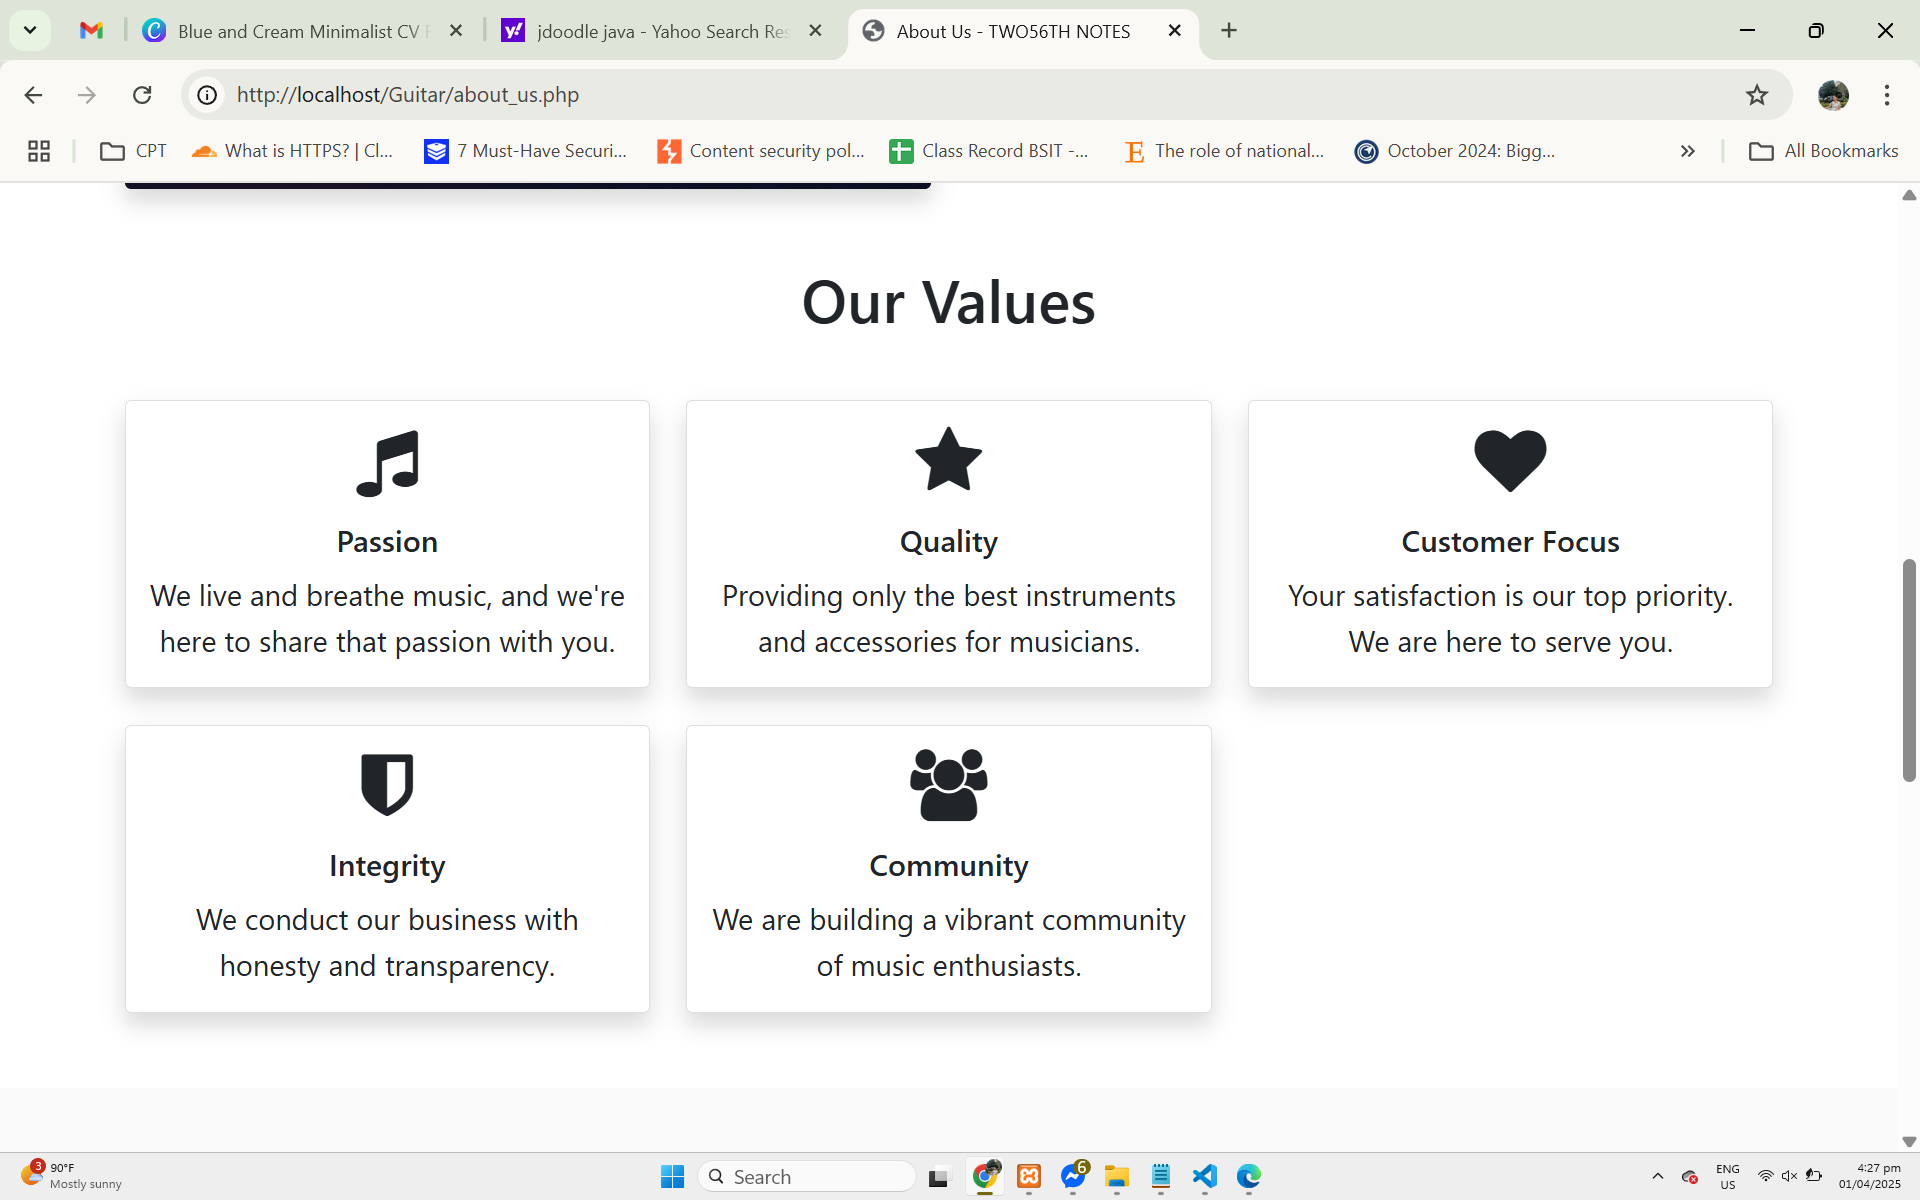 Blue and Cream Minimalist CV
jdoodle java - Yahoo Search Res
About Us - TWO56TH NOTES
http://localhost/Guitar/about_us.php
CPT
What is HTTPS? | Cl...
7 Must-Have Securi...
Content security pol...
Class Record BSIT -...
The role of national...
October 2024: Bigg...
All Bookmarks
Our Values
Passion
We live and breathe music, and we're
here to share that passion with you.
Quality
Providing only the best instruments
and accessories for musicians.
Customer Focus
Your satisfaction is our top priority.
We are here to serve you.
Integrity
We conduct our business with
honesty and transparency.
Community
We are building a vibrant community
of music enthusiasts.
3
90°F
Mostly sunny
Search
6
ENG
US
4:27 pm
01/04/2025